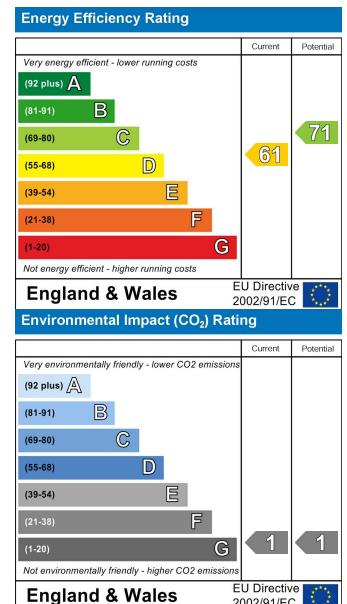 Energy Efficiency Rating
Current Potential
Very energy efficient - lower running costs
(92 plus) A
(81-91) B
(69-80) C
71
(55-68) D
61
(39-54) E
(21-38) F
(1-20) G
Not energy efficient - higher running costs
England & Wales
EU Directive
2002/91/EC
Environmental Impact (CO₂) Rating
Current Potential
Very environmentally friendly - lower CO2 emissions
(92 plus) A
(81-91) B
(69-80) C
(55-68) D
(39-54) E
(21-38) F
(1-20) G 1 1
Not environmentally friendly - higher CO2 emissions
England & Wales
EU Directive
2002/91/EC